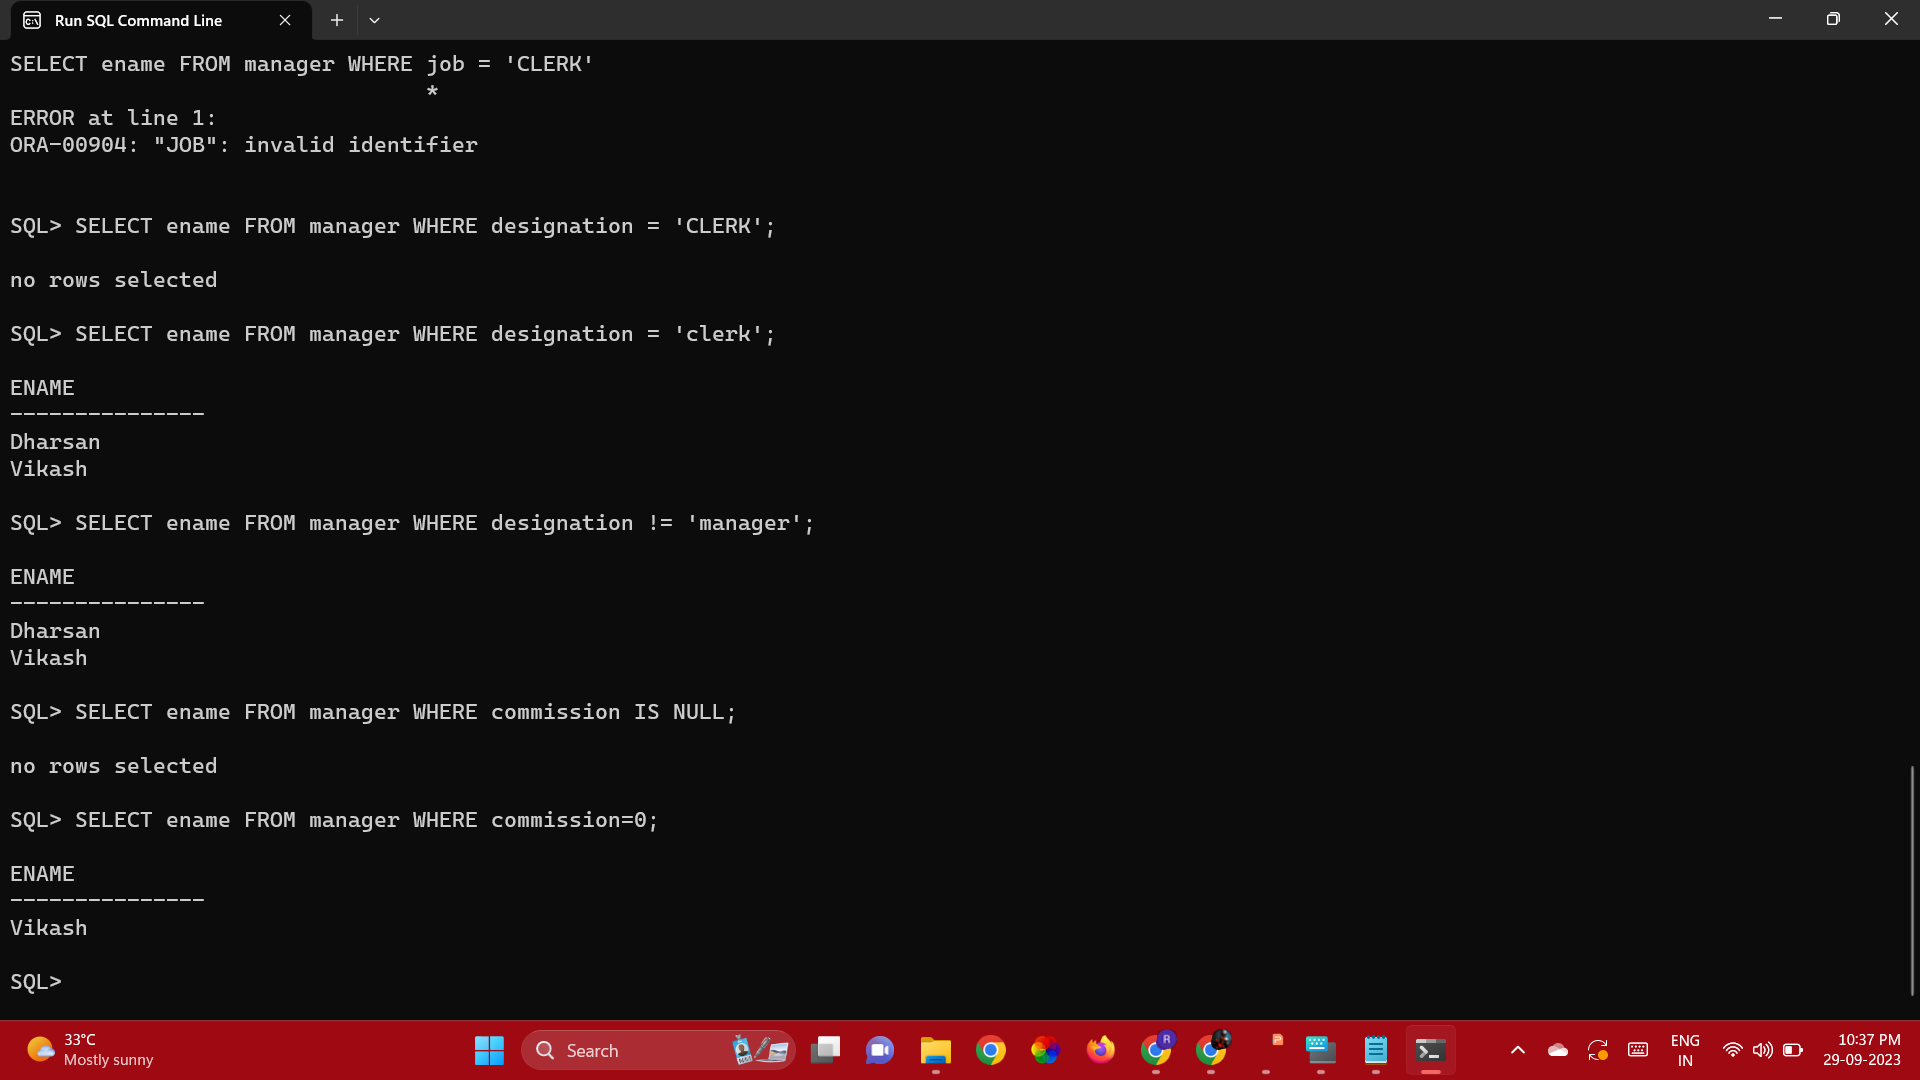 Run SQL Command Line
SELECT ename FROM manager WHERE job = 'CLERK'
*
ERROR at line 1:
ORA-00904: "JOB": invalid identifier
SQL> SELECT ename FROM manager WHERE designation = 'CLERK';
no rows selected
SQL> SELECT ename FROM manager WHERE designation = 'clerk';
ENAME
---------------
Dharsan
Vikash
SQL> SELECT ename FROM manager WHERE designation != 'manager';
ENAME
---------------
Dharsan
Vikash
SQL> SELECT ename FROM manager WHERE commission IS NULL;
no rows selected
SQL> SELECT ename FROM manager WHERE commission=0;
ENAME
---------------
Vikash
SQL>
33°C
Mostly sunny
Search
R
ENG
IN
10:37 PM
29-09-2023